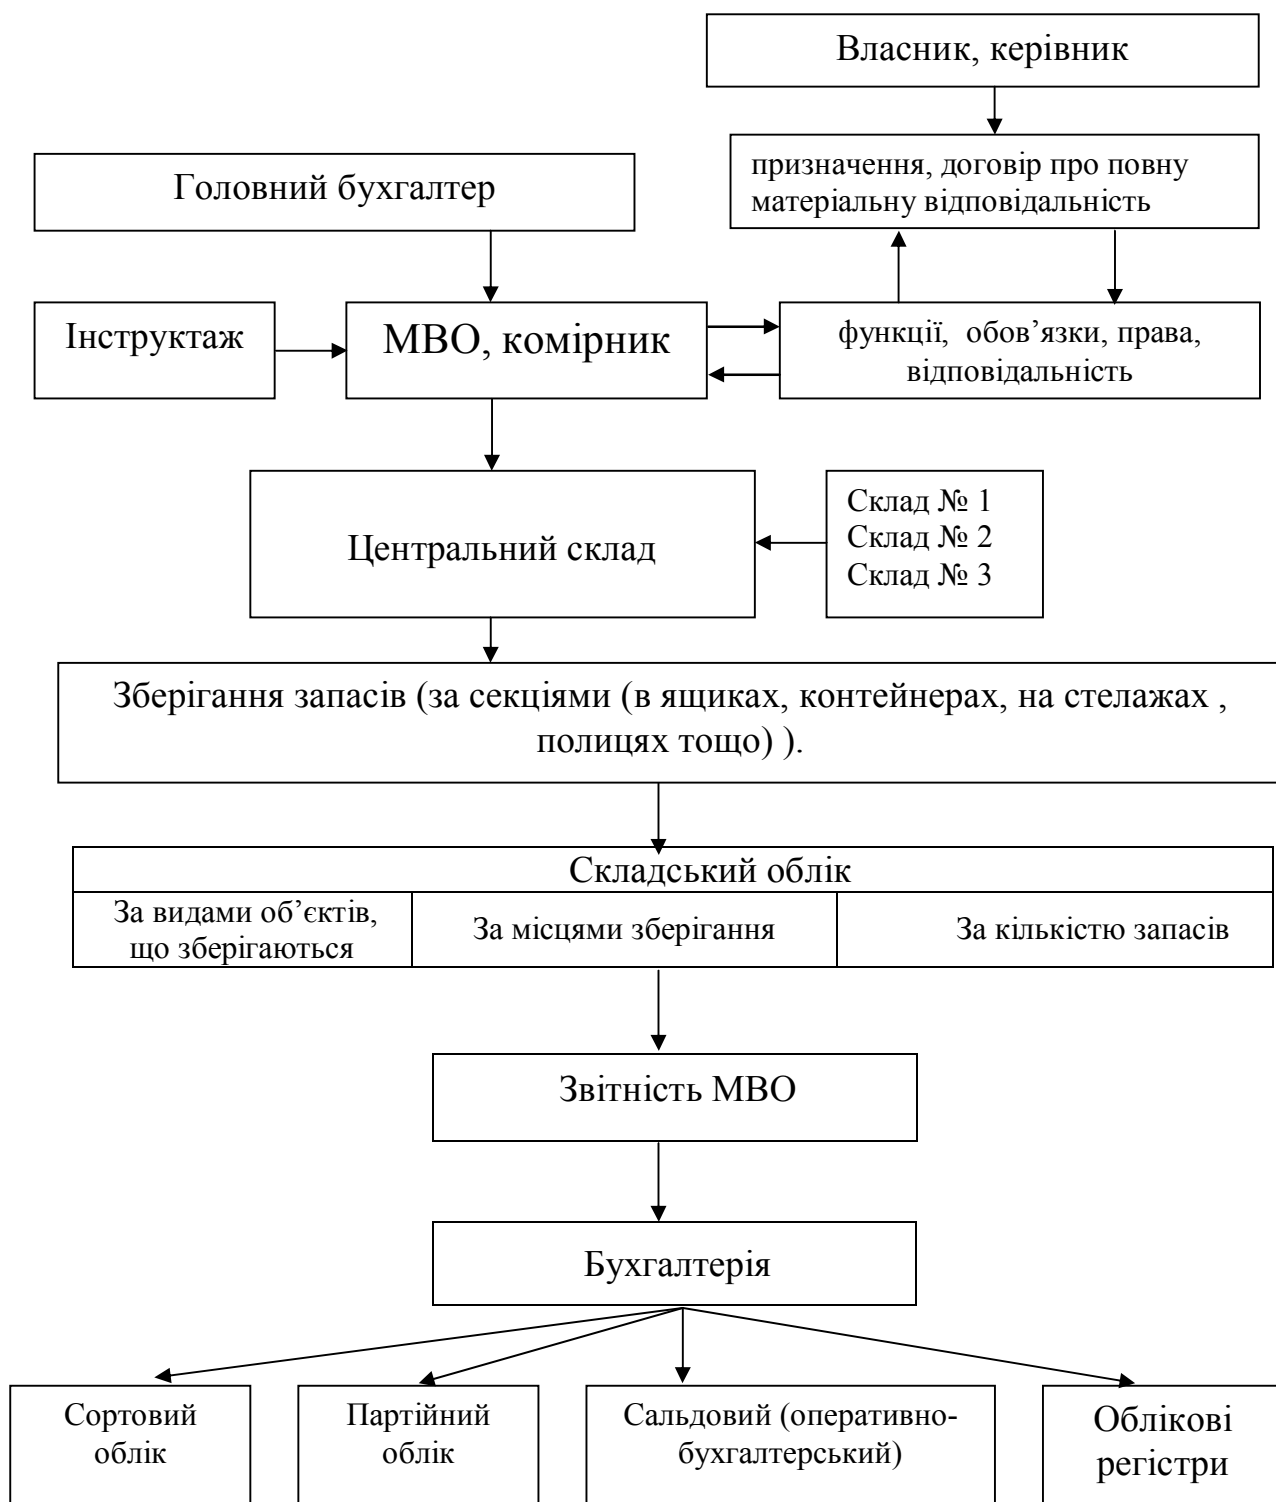 Власник, керівник
призначення, договір про повну
матеріальну відповідальність
Головний бухгалтер
Інструктаж
МВО, комірник
функції, обов’язки, права,
відповідальність
Центральний склад
Склад № 1
Склад № 2
Склад № 3
Зберігання запасів (за секціями (в ящиках, контейнерах, на стелажах ,
полицях тощо) ).
Складський облік
За видами об’єктів,
що зберігаються
За місцями зберігання
За кількістю запасів
Звітність МВО
Бухгалтерія
Сортовий
облік
Партійний
облік
Сальдовий (оперативно-
бухгалтерський)
Облікові
регістри